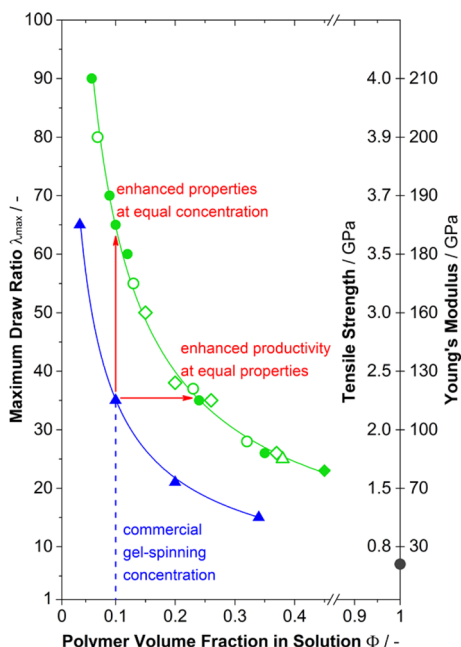 100
90
80
70
60
50
40
30
20
10
1
Maximum Draw Ratio λmax / -
enhanced properties
at equal concentration
enhanced productivity
at equal properties
commercial
gel-spinning
concentration
Tensile Strength / GPa
4.0
3.9
3.7
3.5
3.0
2.5
2.0
1.5
0.8
Young's Modulus / GPa
210
200
190
180
160
120
100
70
30
0 0.1 0.2 0.3 0.4 0.9 1
Polymer Volume Fraction in Solution Φ / -